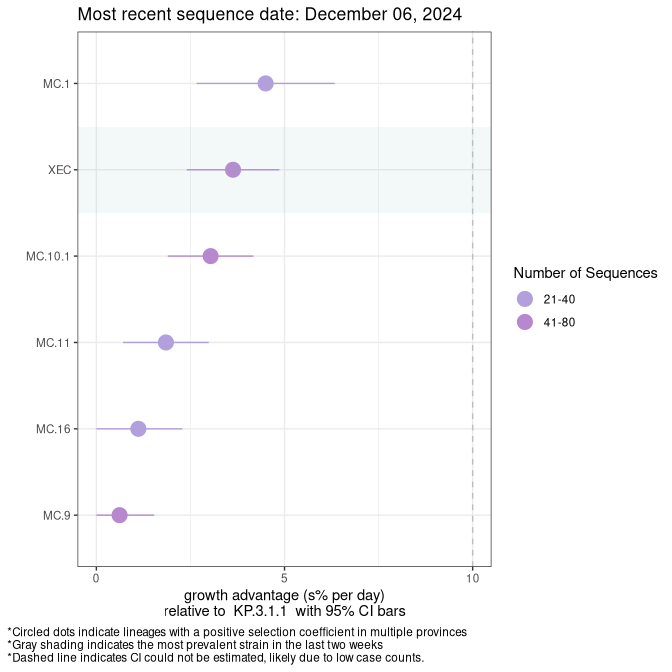 Most recent sequence date: December 06, 2024
MC.1
XEC
MC.10.1
MC.11
MC.16
MC.9
0 5 10
growth advantage (s% per day)
relative to KP.3.1.1 with 95% CI bars
Number of Sequences
21-40
41-80
*Circled dots indicate lineages with a positive selection coefficient in multiple provinces
*Gray shading indicates the most prevalent strain in the last two weeks
*Dashed line indicates CI could not be estimated, likely due to low case counts.